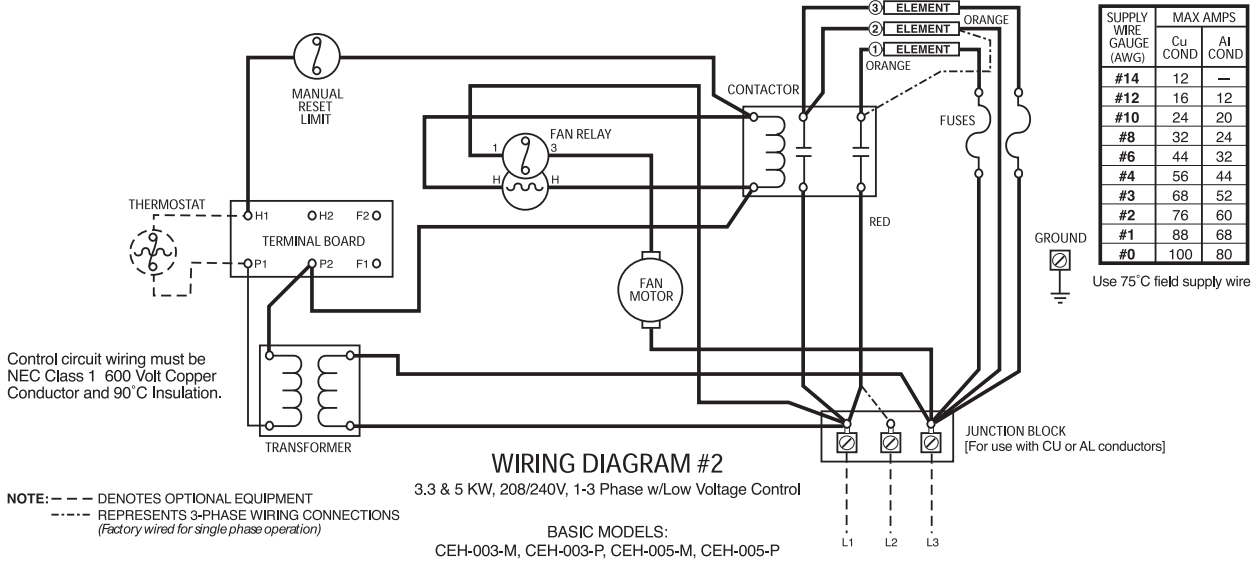 3 ELEMENT
ORANGE
2 ELEMENT
1 ELEMENT
ORANGE
MANUAL
RESET
LIMIT
CONTACTOR
FUSES
FAN RELAY
1
3
H
H
THERMOSTAT
H1
H2
F2
TERMINAL BOARD
P1
P2
F1
RED
FAN
MOTOR
GROUND
SUPPLY WIRE GAUGE (AWG) MAX AMPS
Cu COND Al COND
#14 12 —
#12 16 12
#10 24 20
#8 32 24
#6 44 32
#4 56 44
#3 68 52
#2 76 60
#1 88 68
#0 100 80
Use 75˚C field supply wire
Control circuit wiring must be
NEC Class 1 600 Volt Copper
Conductor and 90˚C Insulation.
TRANSFORMER
JUNCTION BLOCK
[For use with CU or AL conductors]
L1
L2
L3
WIRING DIAGRAM #2
3.3 & 5 KW, 208/240V, 1-3 Phase w/Low Voltage Control
NOTE: – – – DENOTES OPTIONAL EQUIPMENT
–·–·–·– REPRESENTS 3-PHASE WIRING CONNECTIONS
(Factory wired for single phase operation)
BASIC MODELS:
CEH-003-M, CEH-003-P, CEH-005-M, CEH-005-P